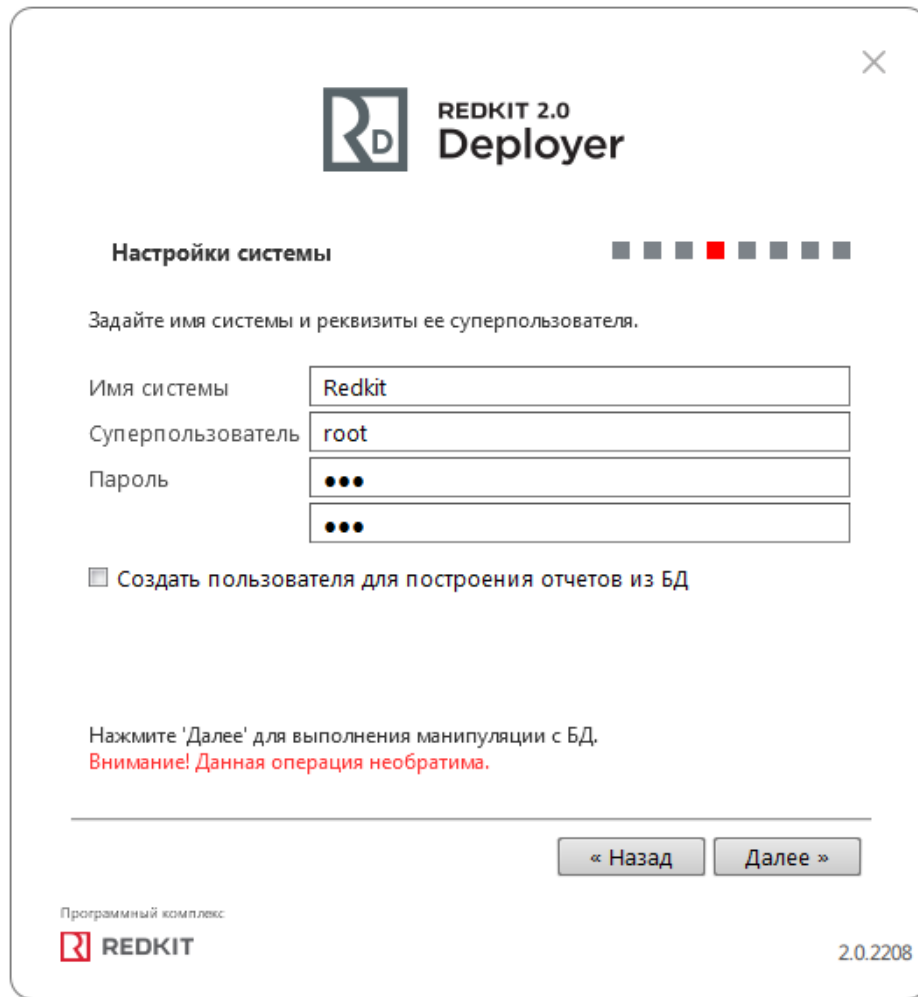 REDKIT 2.0
Deployer
Настройки системы
Задайте имя системы и реквизиты ее суперпользователя.
Имя системы Redkit
Суперпользователь root
Пароль •••
•••
Создать пользователя для построения отчетов из БД
Нажмите 'Далее' для выполнения манипуляции с БД.
Внимание! Данная операция необратима.
« Назад Далее »
Программный комплекс
REDKIT
2.0.2208